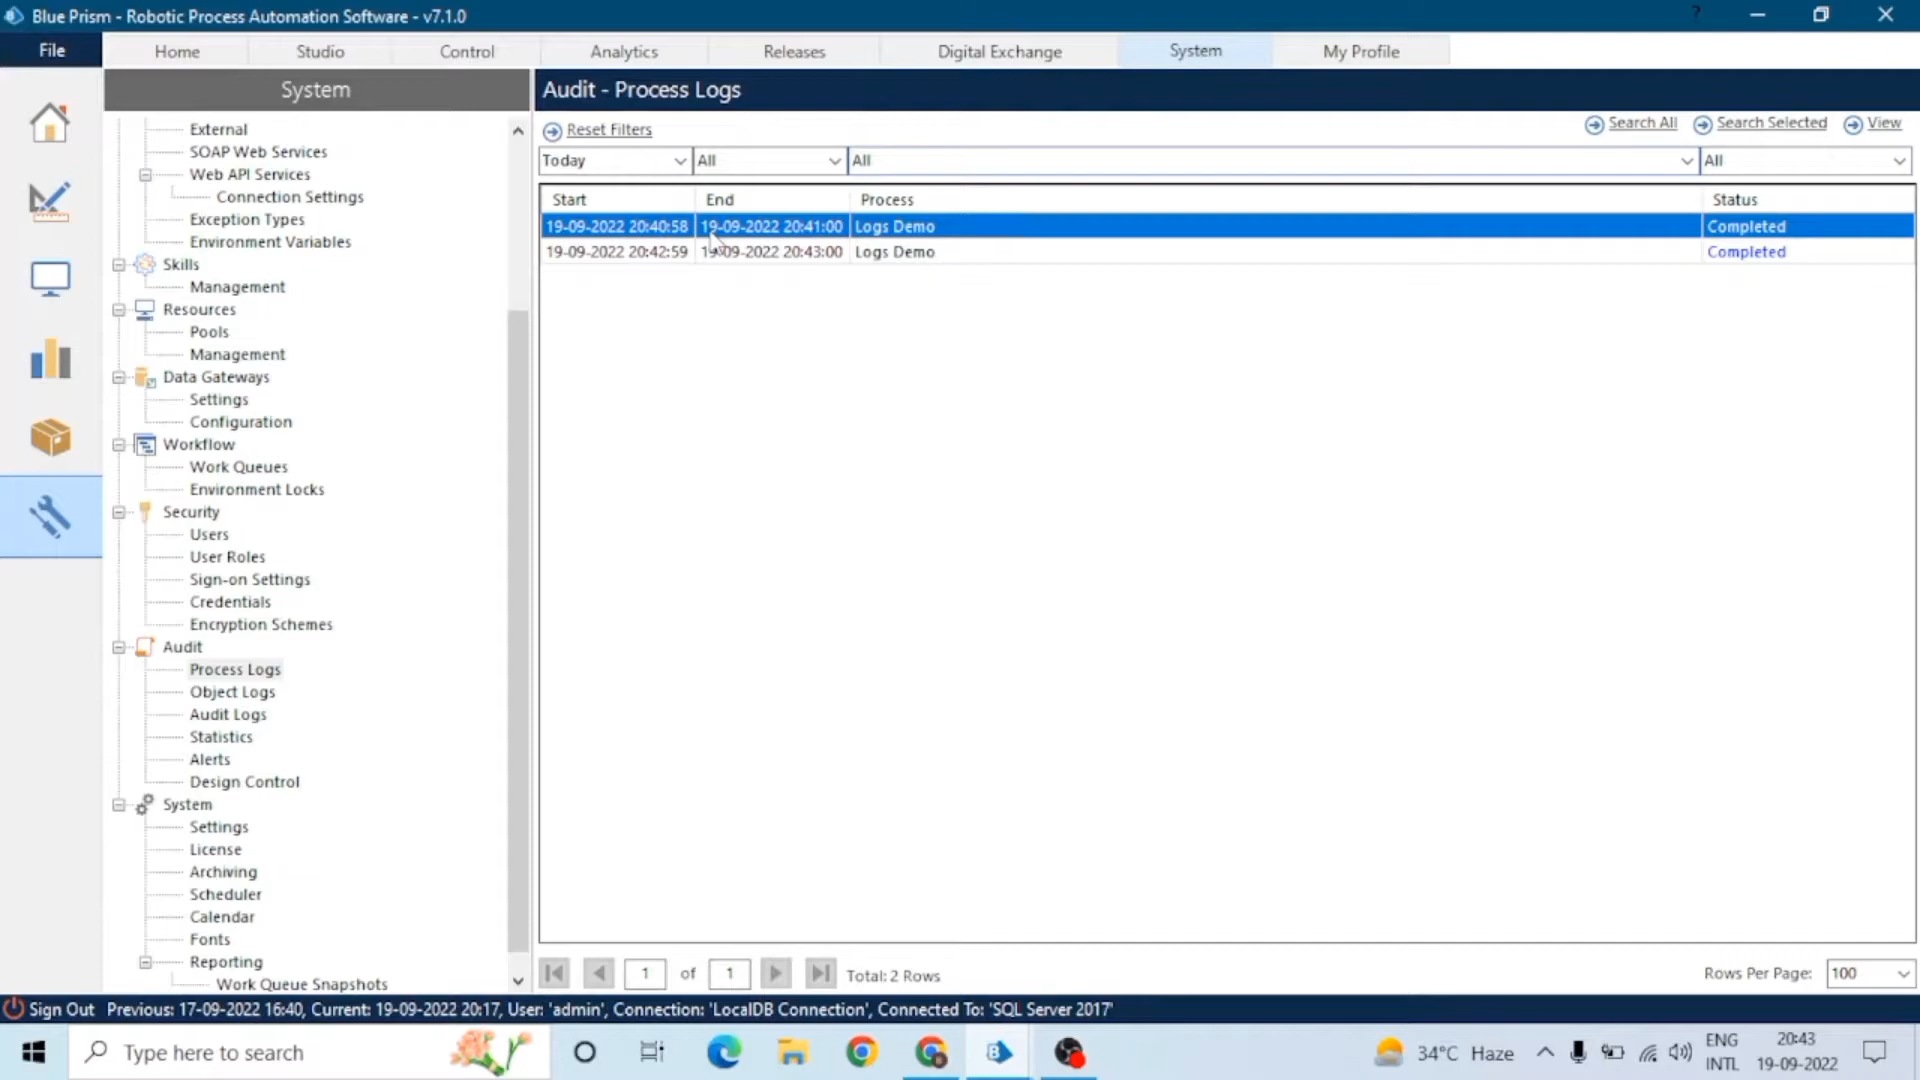 Blue Prism - Robotic Process Automation Software - v7.1.0
?
File Home Studio Control Analytics Releases Digital Exchange System My Profile
System
Audit - Process Logs
External
SOAP Web Services
Web API Services
Connection Settings
Exception Types
Environment Variables
Skills
Management
Resources
Pools
Management
Data Gateways
Settings
Configuration
Workflow
Work Queues
Environment Locks
Security
Users
User Roles
Sign-on Settings
Credentials
Encryption Schemes
Audit
Process Logs
Object Logs
Audit Logs
Statistics
Alerts
Design Control
System
Settings
License
Archiving
Scheduler
Calendar
Fonts
Reporting
Work Queue Snapshots
Reset Filters Search All Search Selected View
Today All All All
Start End Process Status
19-09-2022 20:40:58 19-09-2022 20:41:00 Logs Demo Completed
19-09-2022 20:42:59 19-09-2022 20:43:00 Logs Demo Completed
1 of 1 Total: 2 Rows Rows Per Page: 100
Sign Out Previous: 17-09-2022 16:40, Current: 19-09-2022 20:17, User: 'admin', Connection: 'LocalDB Connection', Connected To: 'SQL Server 2017'
Type here to search
34°C Haze
ENG
INTL
20:43
19-09-2022